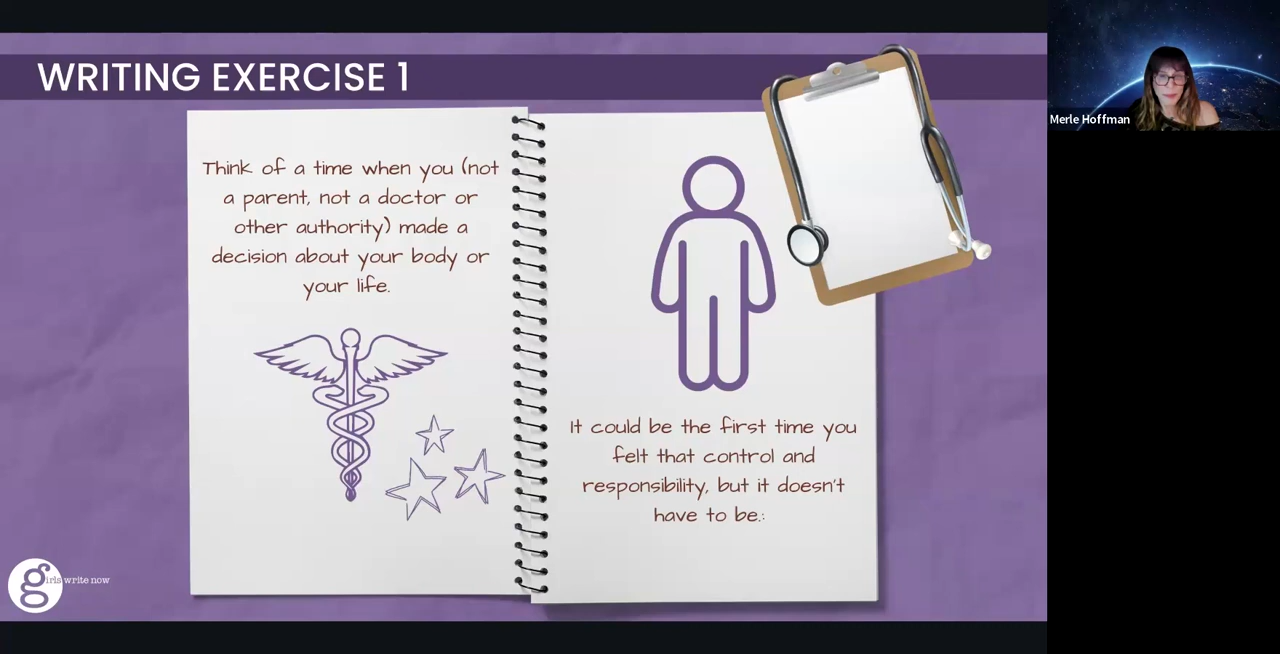 WRITING EXERCISE 1
Merle Hoffman
Think of a time when you (not
a parent, not a doctor or
other authority) made a
decision about your body or
your life.
It could be the first time you
felt that control and
responsibility, but it doesn't
have to be.:
girls write now